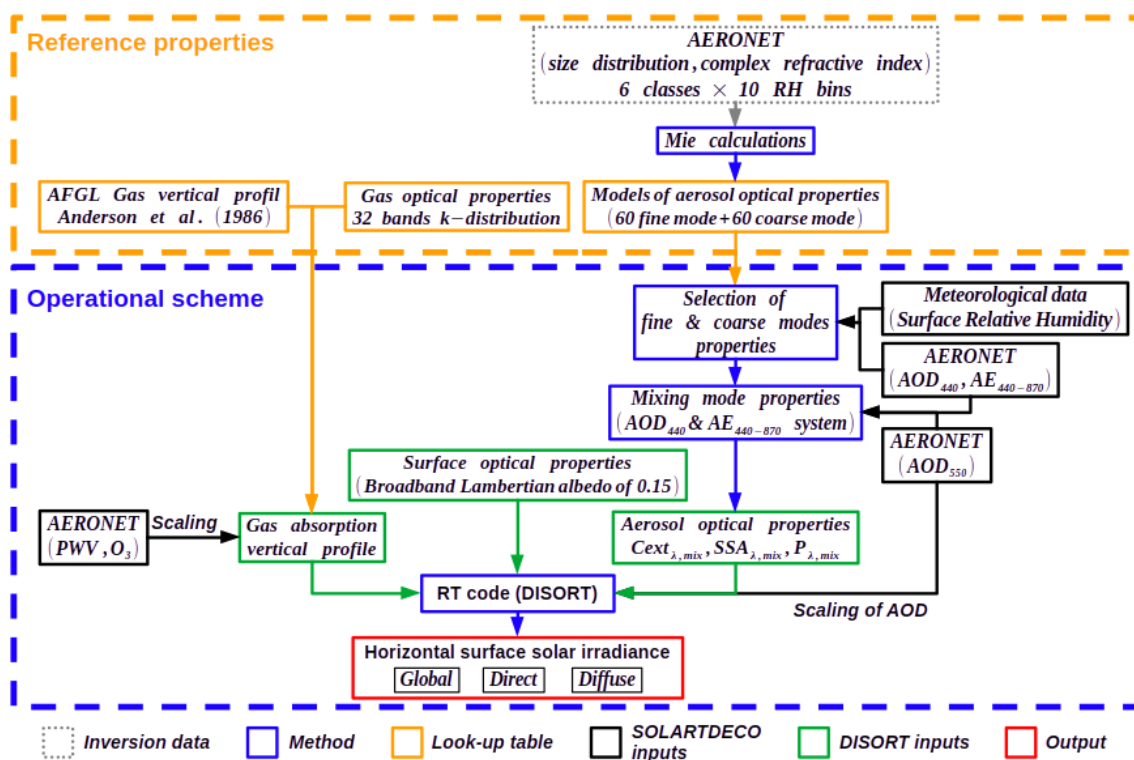 Reference properties
AERONET
(size distribution, complex refractive index)
6 classes × 10 RH bins
Mie calculations
AFGL Gas vertical profil
Anderson et al. (1986)
Gas optical properties
32 bands k−distribution
Models of aerosol optical properties
(60 fine mode+60 coarse mode)
Operational scheme
Selection of
fine & coarse modes
properties
Meteorological data
(Surface Relative Humidity)
AERONET
(AOD₄₄₀, AE₄₄₀₋₈₇₀)
Mixing mode properties
(AOD₄₄₀ & AE₄₄₀₋₈₇₀ system)
AERONET
(AOD₅₅₀)
Surface optical properties
(Broadband Lambertian albedo of 0.15)
AERONET
(PWV, O₃)
Scaling
Gas absorption
vertical profile
Aerosol optical properties
Cext_λ,mix, SSA_λ,mix, P_λ,mix
RT code (DISORT)
Scaling of AOD
Horizontal surface solar irradiance
Global Direct Diffuse
Inversion data
Method
Look-up table
SOLARTDECO
inputs
DISORT inputs
Output